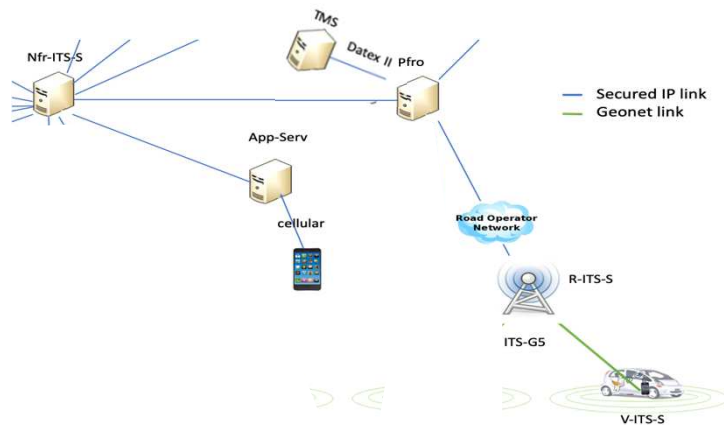 TMS
Nfr-ITS-S
Datex II
Pfro
Secured IP link
Geonet link
App-Serv
cellular
Road Operator
Network
R-ITS-S
ITS-G5
V-ITS-S